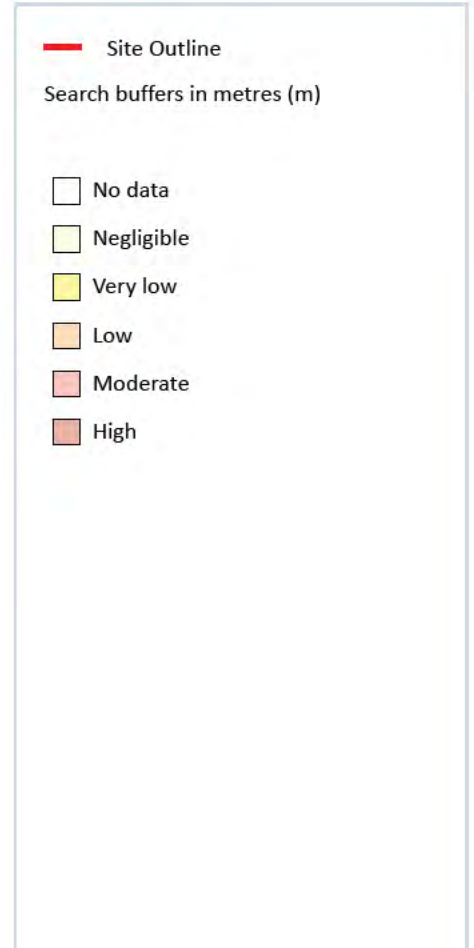 Site Outline
Search buffers in metres (m)
No data
Negligible
Very low
Low
Moderate
High